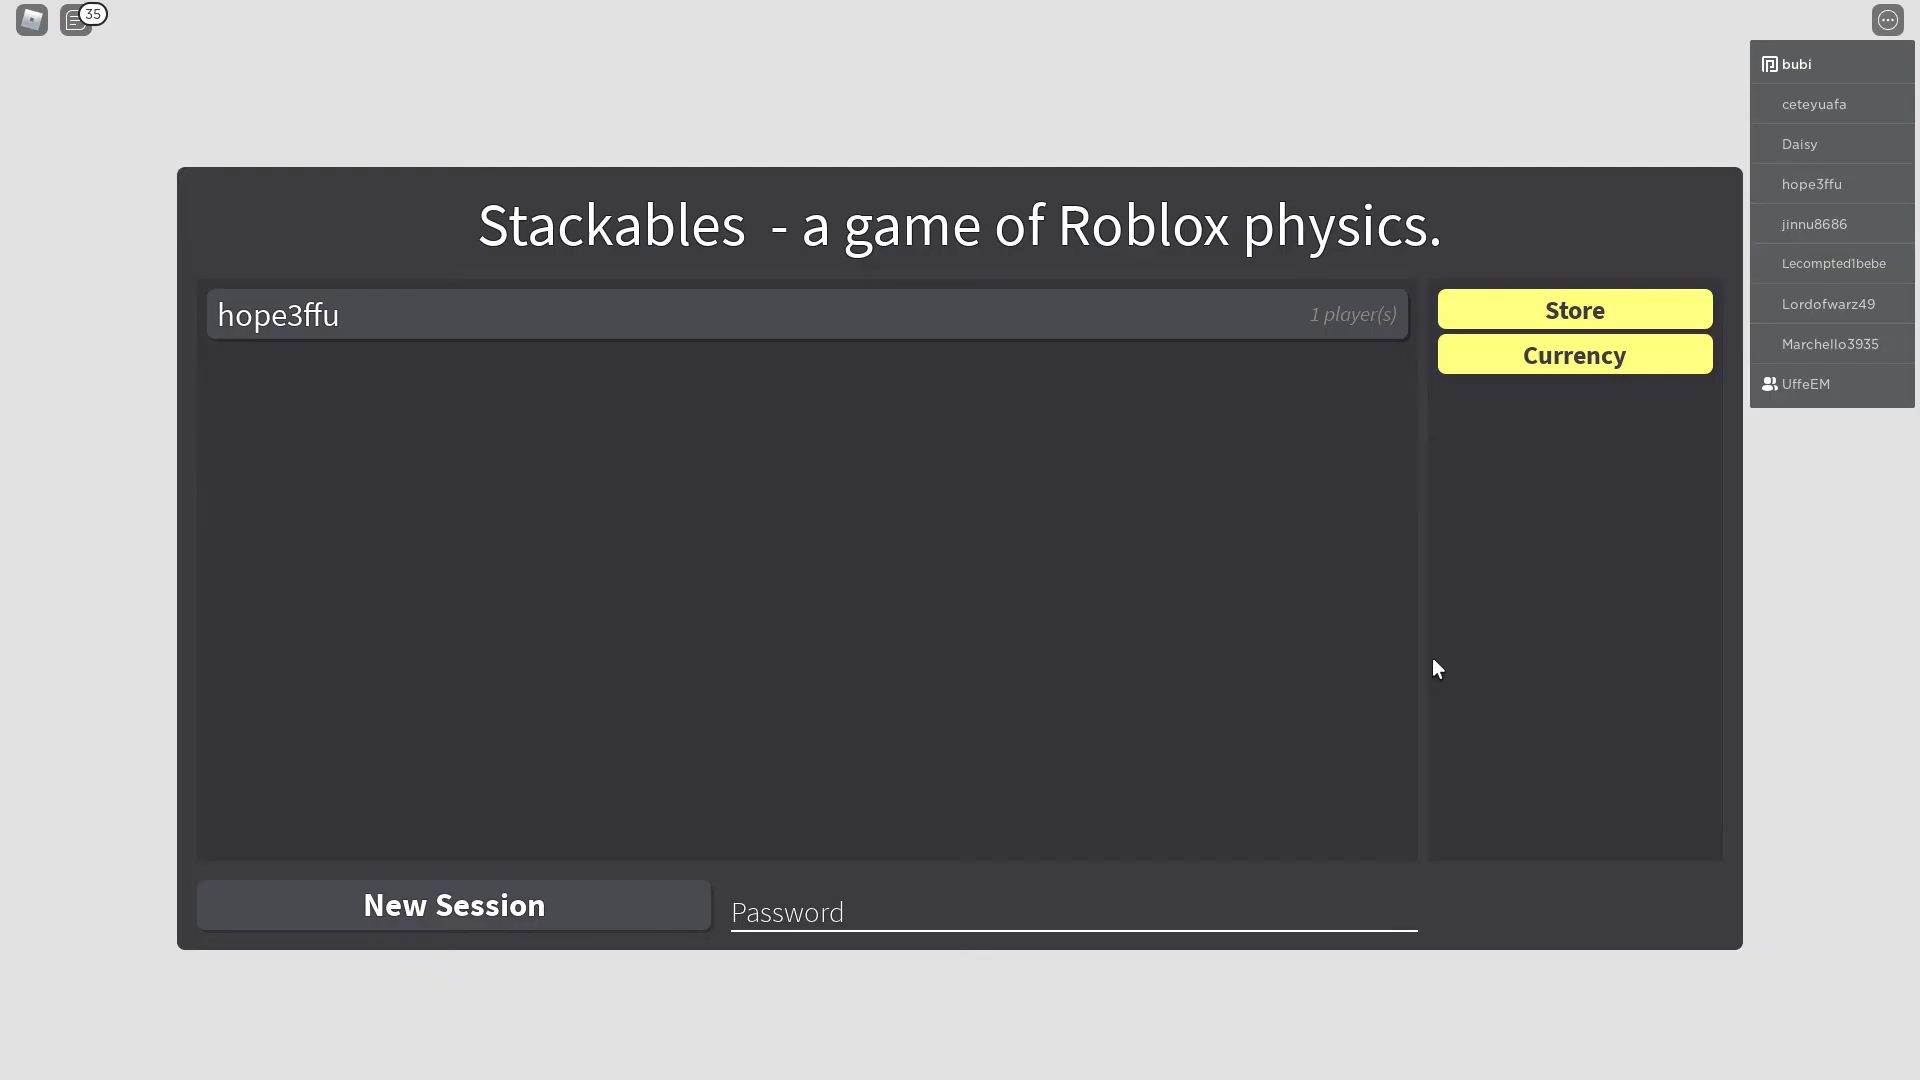 35
bubi
ceteyuafa
Daisy
hope3ffu
jinnu8686
Lecompted1bebe
Lordofwarz49
Marchello3935
UffeEM
Stackables - a game of Roblox physics.
hope3ffu 1 player(s)
Store
Currency
New Session Password